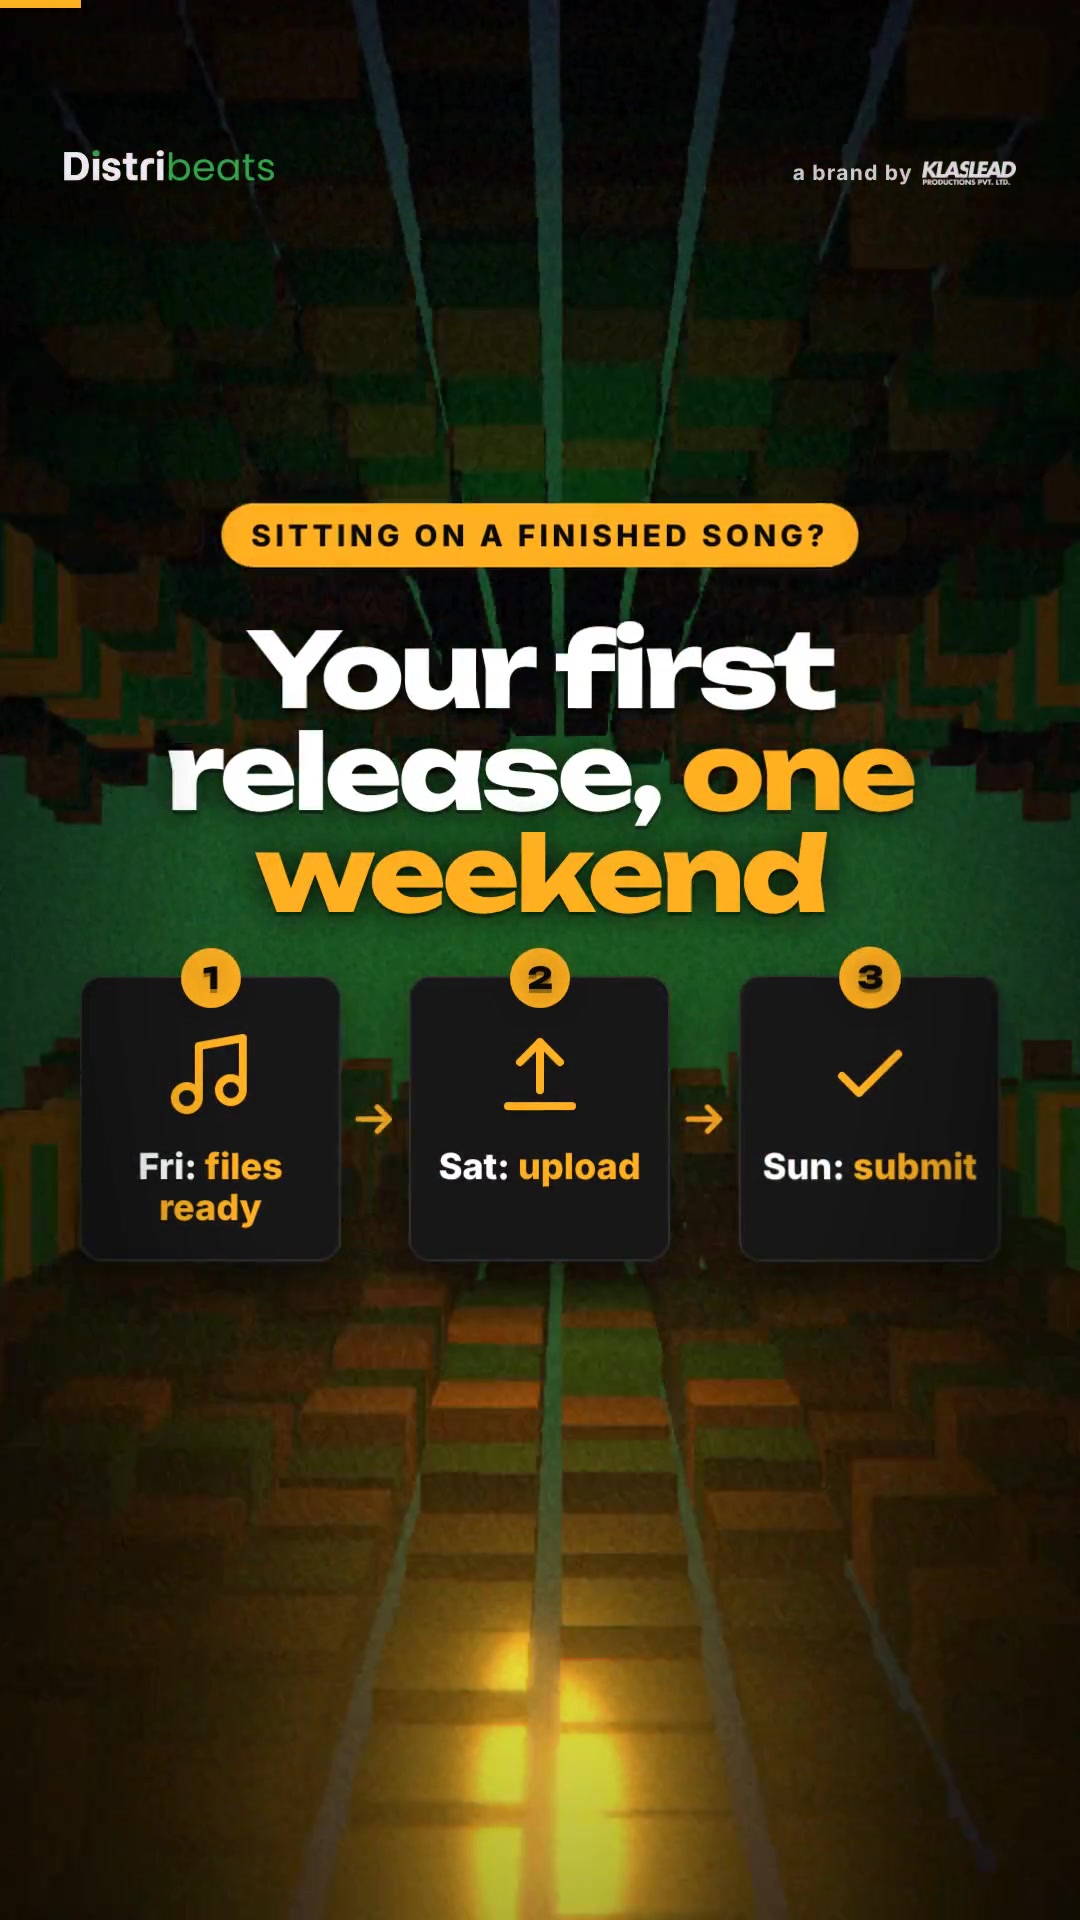 Distribeats
a brand by KLASLEAD
PRODUCTIONS PVT. LTD.
SITTING ON A FINISHED SONG?
Your first
release, one
weekend
1
2
3
Fri: files
ready
Sat: upload
Sun: submit